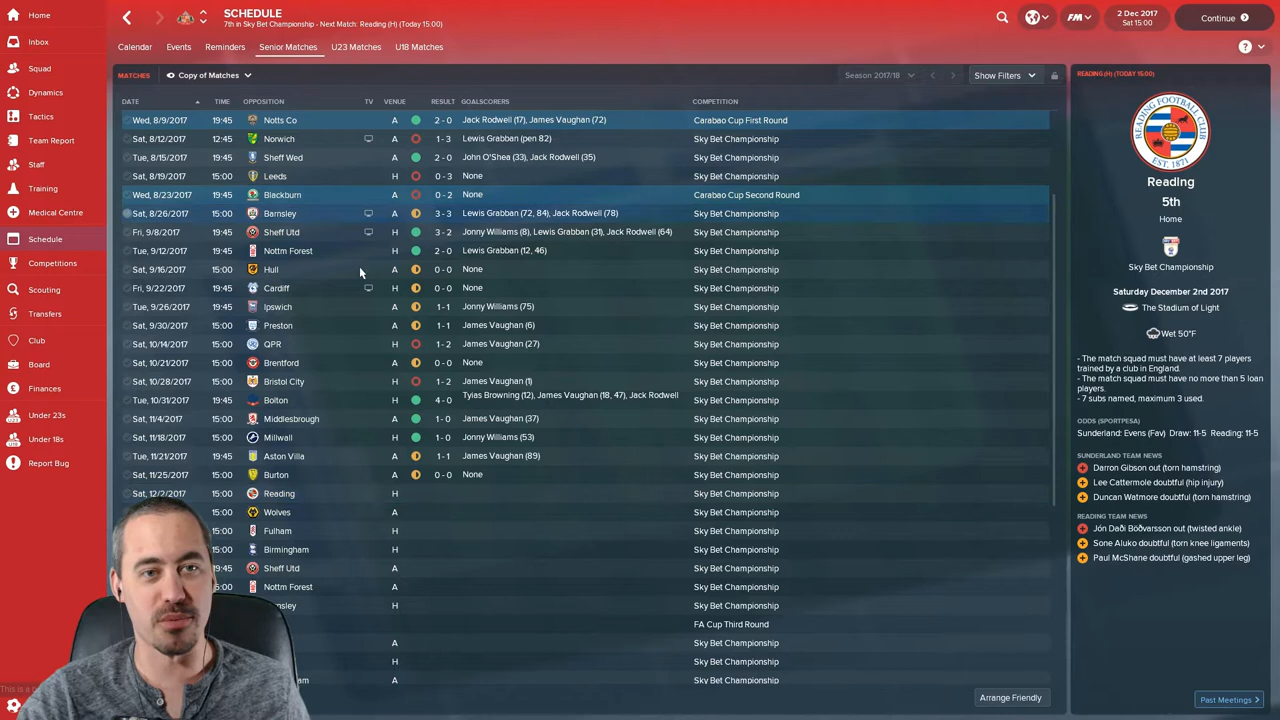 Home
SCHEDULE
7th in Sky Bet Championship - Next Match: Reading (H) (Today 15:00)
FM
2 Dec 2017
Sat 15:00
Continue
Inbox
Calendar
Events
Reminders
Senior Matches
U23 Matches
U18 Matches
?
Squad
Dynamics
Tactics
Team Report
Staff
Training
Medical Centre
Schedule
Competitions
Scouting
Transfers
Club
Board
Finances
Under 23s
Under 18s
Report Bug
This is a b
MATCHES Copy of Matches Season 2017/18 Show Filters
DATE TIME OPPOSITION TV VENUE RESULT GOALSCORERS COMPETITION
Wed, 8/9/2017 19:45 Notts Co A 2 - 0 Jack Rodwell (17), James Vaughan (72) Carabao Cup First Round
Sat, 8/12/2017 12:45 Norwich A 1 - 3 Lewis Grabban (pen 82) Sky Bet Championship
Tue, 8/15/2017 19:45 Sheff Wed A 2 - 0 John O'Shea (33), Jack Rodwell (35) Sky Bet Championship
Sat, 8/19/2017 15:00 Leeds H 0 - 3 None Sky Bet Championship
Wed, 8/23/2017 19:45 Blackburn A 0 - 2 None Carabao Cup Second Round
Sat, 8/26/2017 15:00 Barnsley A 3 - 3 Lewis Grabban (72, 84), Jack Rodwell (78) Sky Bet Championship
Fri, 9/8/2017 19:45 Sheff Utd H 3 - 2 Jonny Williams (8), Lewis Grabban (31), Jack Rodwell (64) Sky Bet Championship
Tue, 9/12/2017 19:45 Nottm Forest H 2 - 0 Lewis Grabban (12, 46) Sky Bet Championship
Sat, 9/16/2017 15:00 Hull A 0 - 0 None Sky Bet Championship
Fri, 9/22/2017 19:45 Cardiff H 0 - 0 None Sky Bet Championship
Tue, 9/26/2017 19:45 Ipswich A 1 - 1 Jonny Williams (75) Sky Bet Championship
Sat, 9/30/2017 15:00 Preston A 1 - 1 James Vaughan (6) Sky Bet Championship
Sat, 10/14/2017 15:00 QPR H 1 - 2 James Vaughan (27) Sky Bet Championship
Sat, 10/21/2017 15:00 Brentford A 0 - 0 None Sky Bet Championship
Sat, 10/28/2017 15:00 Bristol City H 1 - 2 James Vaughan (1) Sky Bet Championship
Tue, 10/31/2017 19:45 Bolton H 4 - 0 Tyias Browning (12), James Vaughan (18, 47), Jack Rodwell Sky Bet Championship
Sat, 11/4/2017 15:00 Middlesbrough A 1 - 0 James Vaughan (37) Sky Bet Championship
Sat, 11/18/2017 15:00 Millwall H 1 - 0 Jonny Williams (53) Sky Bet Championship
Tue, 11/21/2017 19:45 Aston Villa A 1 - 1 James Vaughan (89) Sky Bet Championship
Sat, 11/25/2017 15:00 Burton A 0 - 0 None Sky Bet Championship
Sat, 12/2/2017 15:00 Reading H Sky Bet Championship
15:00 Wolves A Sky Bet Championship
15:00 Fulham H Sky Bet Championship
15:00 Birmingham H Sky Bet Championship
19:45 Sheff Utd A Sky Bet Championship
5:00 Nottm Forest A Sky Bet Championship
nsley H Sky Bet Championship
FA Cup Third Round
A Sky Bet Championship
H Sky Bet Championship
am A Sky Bet Championship
Arrange Friendly
READING (H) (TODAY 15:00)
READING FOOTBALL CLUB
EST. 1871
Reading
5th
Home
Sky Bet Championship
Saturday December 2nd 2017
The Stadium of Light
Wet 50°F
- The match squad must have at least 7 players
trained by a club in England.
- The match squad must have no more than 5 loan
players.
- 7 subs named, maximum 3 used.
ODDS (SPORTPESA)
Sunderland: Evens (Fav) Draw: 11-5 Reading: 11-5
SUNDERLAND TEAM NEWS
Darron Gibson out (torn hamstring)
Lee Cattermole doubtful (hip injury)
Duncan Watmore doubtful (torn hamstring)
READING TEAM NEWS
Jón Daði Böðvarsson out (twisted ankle)
Sone Aluko doubtful (torn knee ligaments)
Paul McShane doubtful (gashed upper leg)
Past Meetings